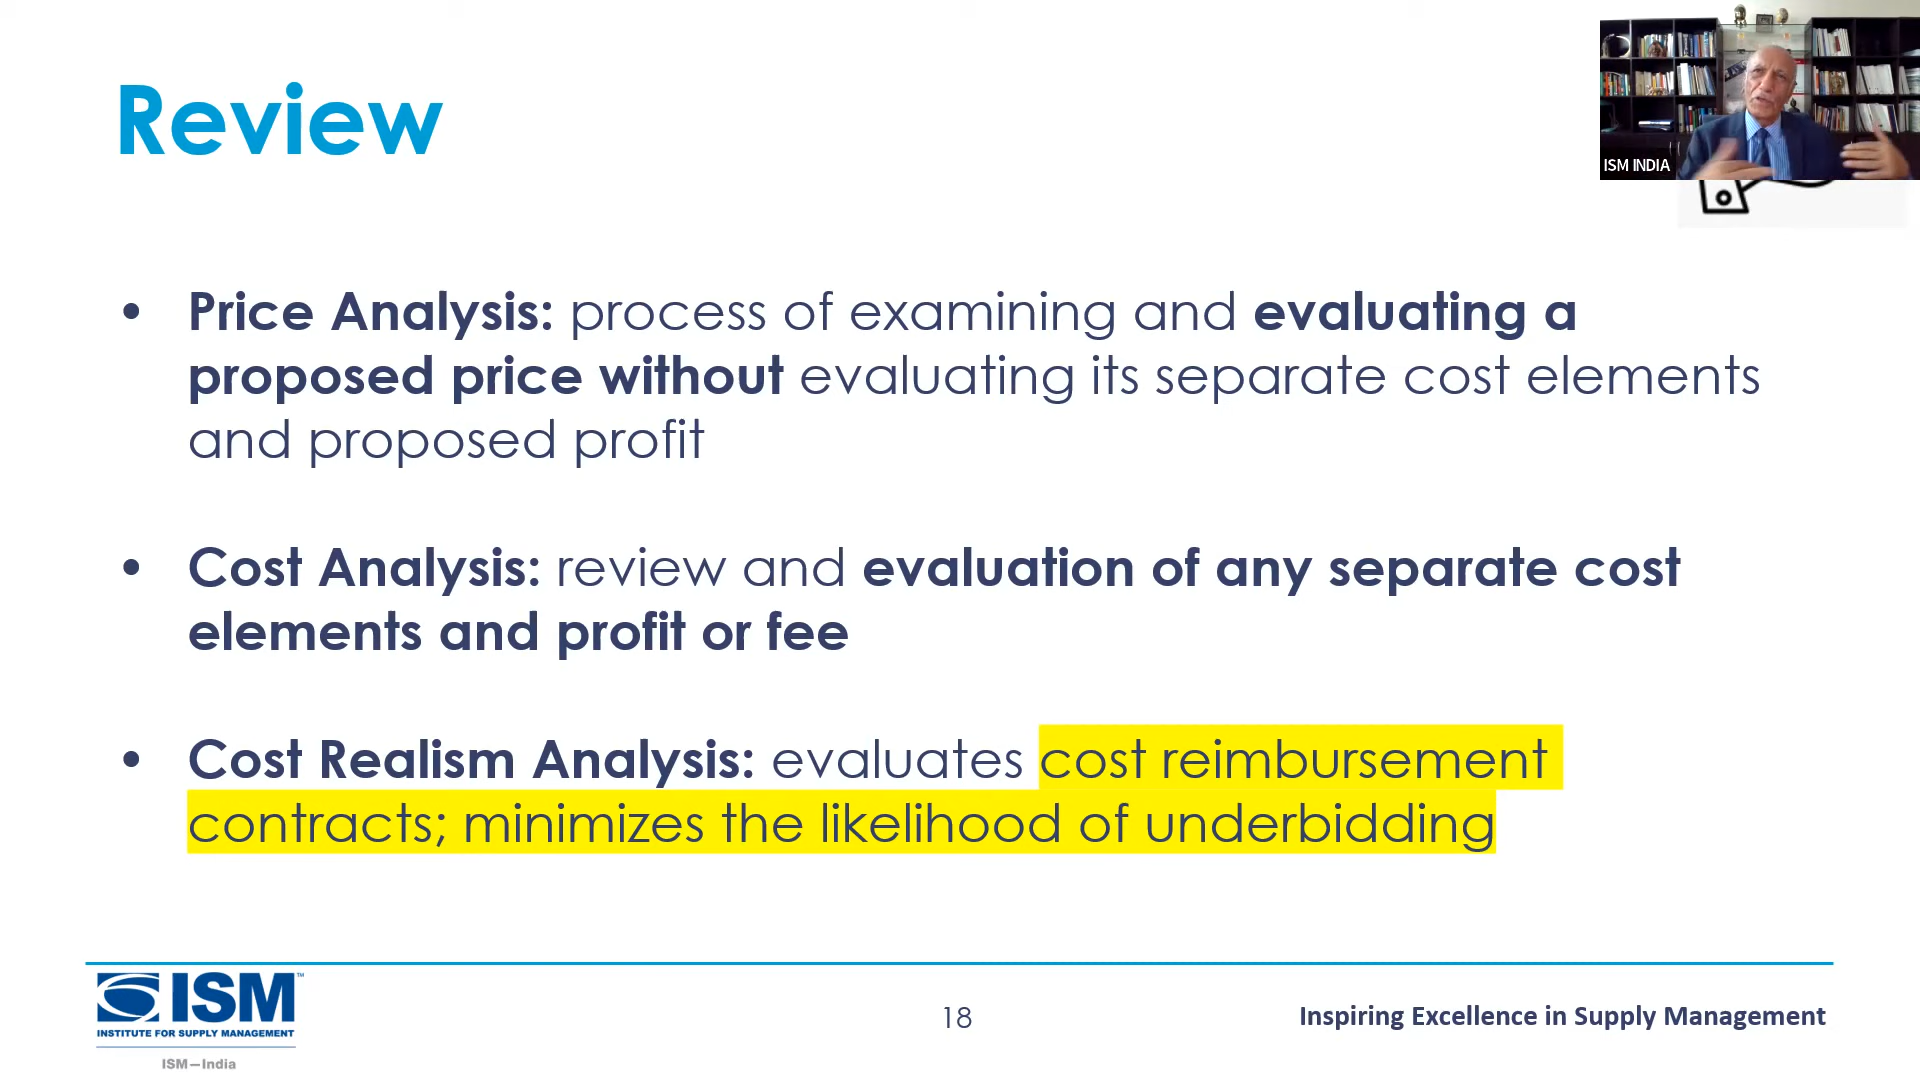 Review
ISM INDIA
• Price Analysis: process of examining and evaluating a
proposed price without evaluating its separate cost elements
and proposed profit
• Cost Analysis: review and evaluation of any separate cost
elements and profit or fee
• Cost Realism Analysis: evaluates cost reimbursement
contracts; minimizes the likelihood of underbidding
ISM™
INSTITUTE FOR SUPPLY MANAGEMENT
ISM—India
18
Inspiring Excellence in Supply Management